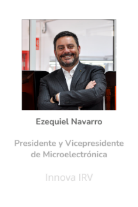 Ezequiel Navarro
Presidente y Vicepresidente
de Microelectrónica
Innova IRV